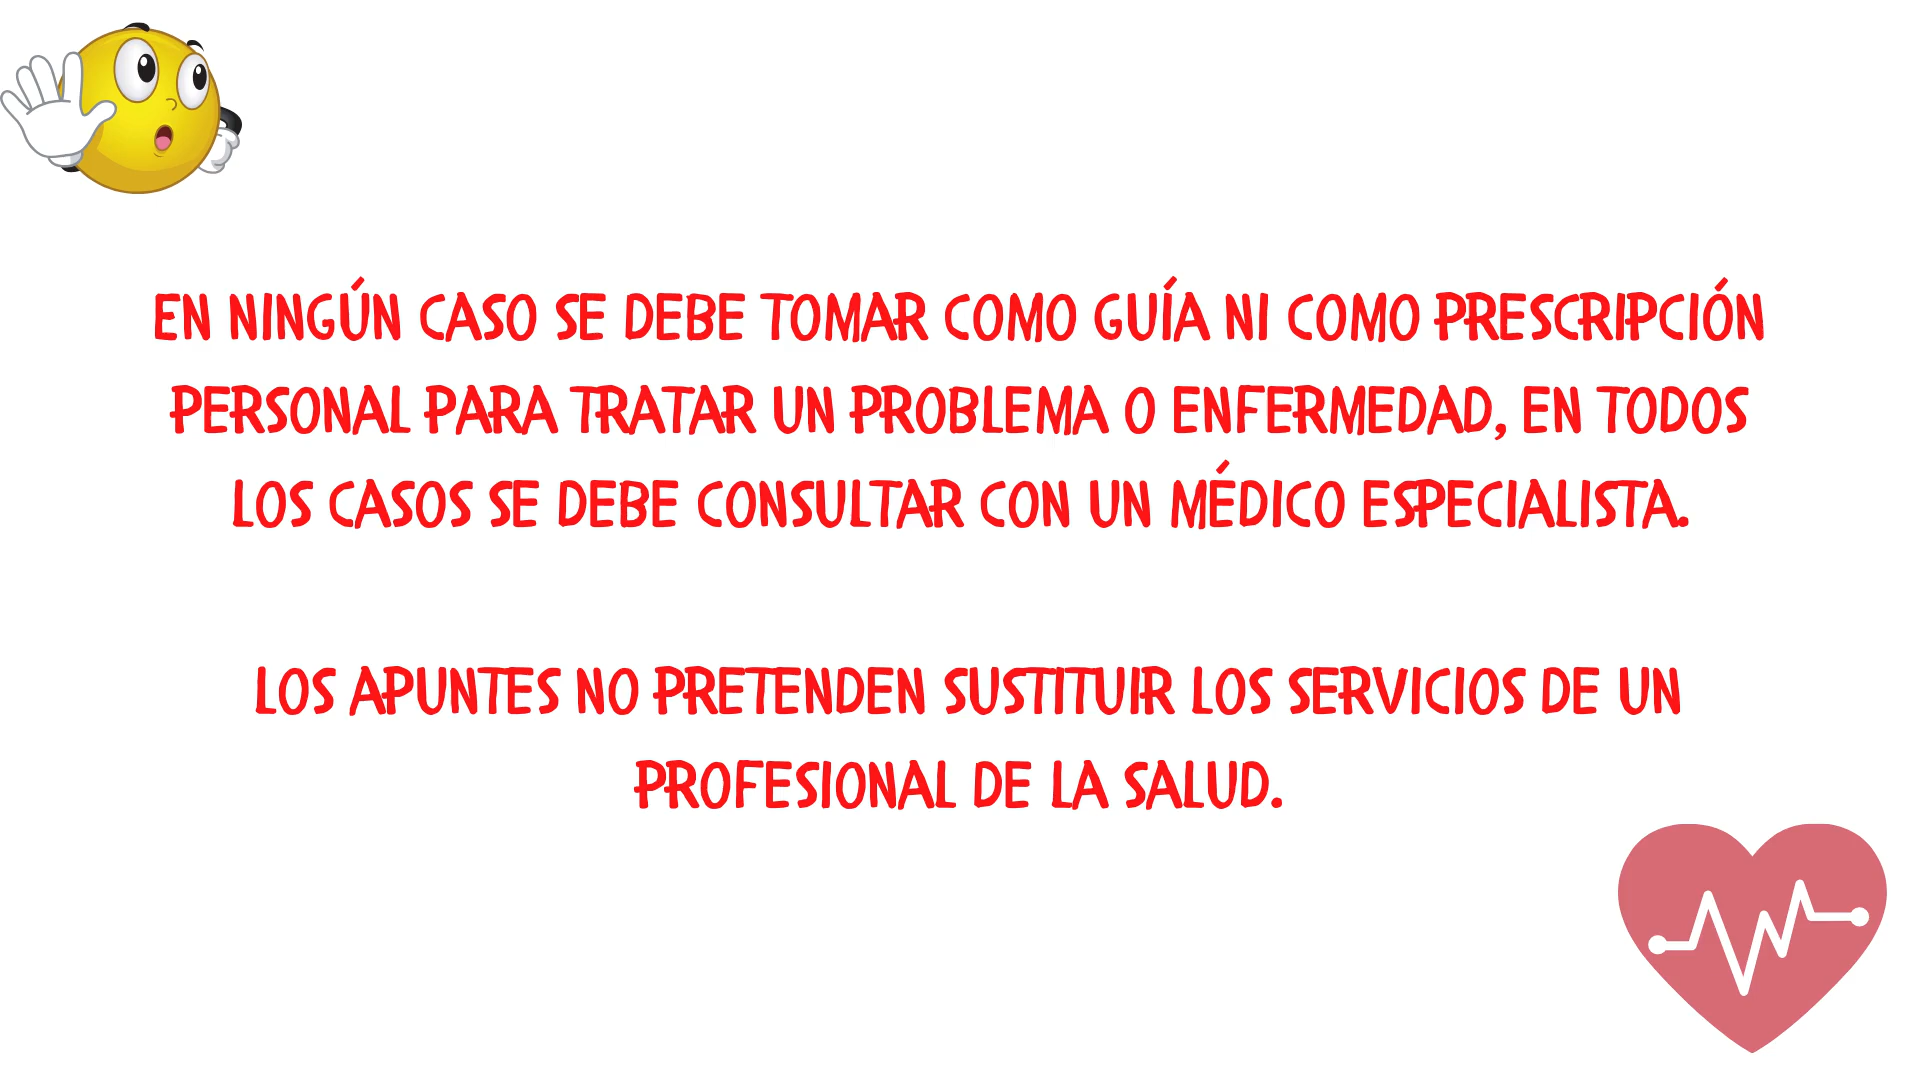 EN NINGÚN CASO SE DEBE TOMAR COMO GUÍA NI COMO PRESCRIPCIÓN
PERSONAL PARA TRATAR UN PROBLEMA O ENFERMEDAD, EN TODOS
LOS CASOS SE DEBE CONSULTAR CON UN MÉDICO ESPECIALISTA.
LOS APUNTES NO PRETENDEN SUSTITUIR LOS SERVICIOS DE UN
PROFESIONAL DE LA SALUD.